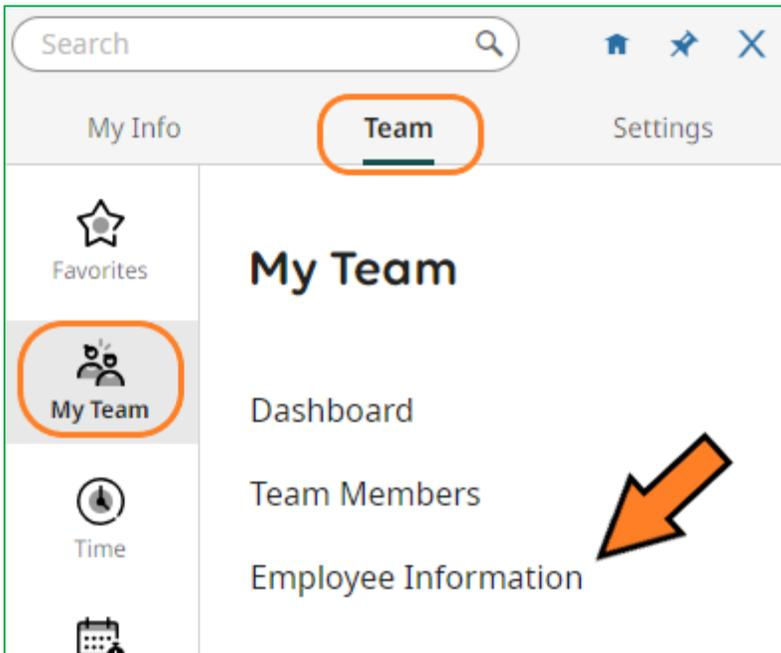 Search
My Info
Team
Settings
Favorites
My Team
My Team
Dashboard
Team Members
Time
Employee Information